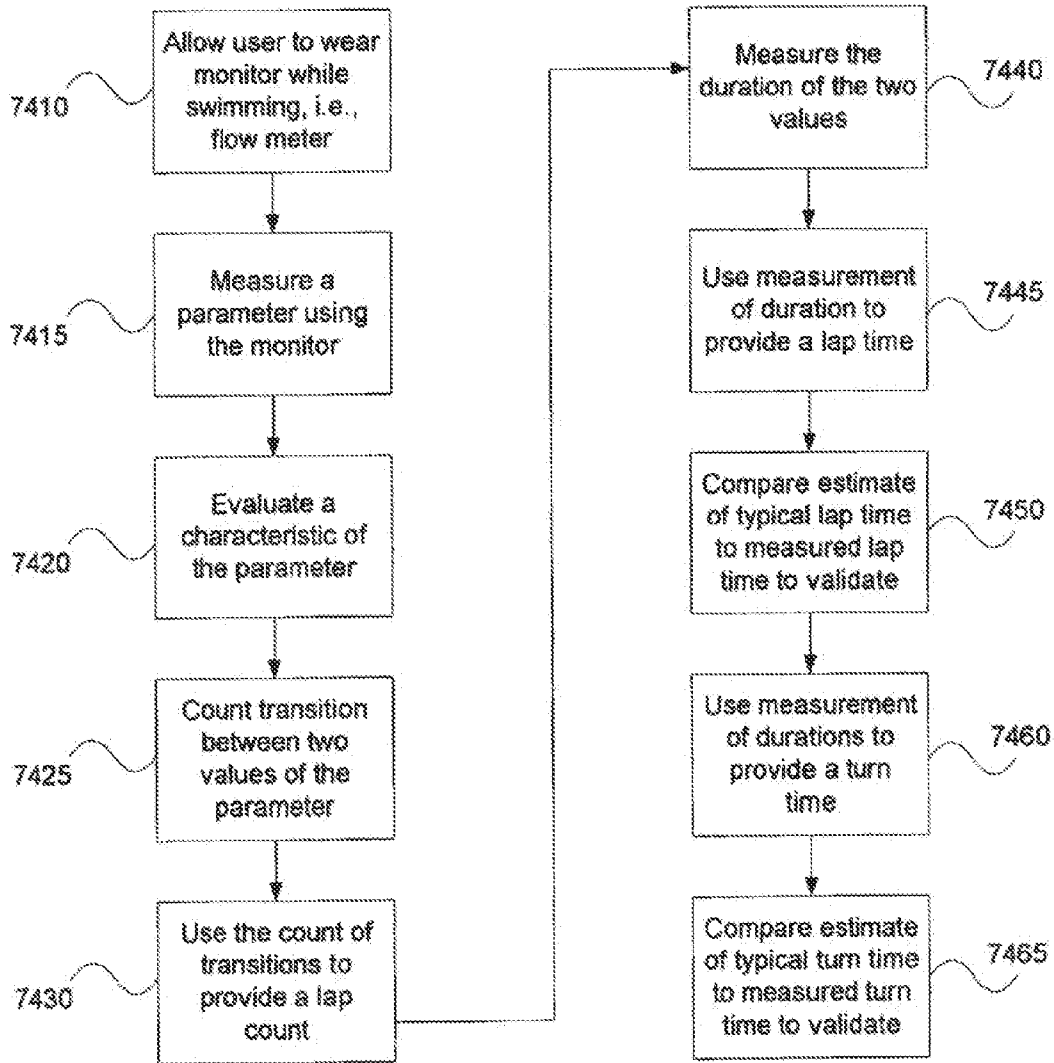 Allow user to wear
monitor while
swimming, i.e.,
flow meter
7410
Measure a
parameter using
the monitor
7415
Evaluate a
characteristic of
the parameter
7420
Count transition
between two
values of the
parameter
7425
Use the count of
transitions to
provide a lap
count
7430
Measure the
duration of the two
values
7440
Use measurement
of duration to
provide a lap time
7445
Compare estimate
of typical lap time
to measured lap
time to validate
7450
Use measurement
of durations to
provide a turn
time
7460
Compare estimate
of typical turn time
to measured turn
time to validate
7465